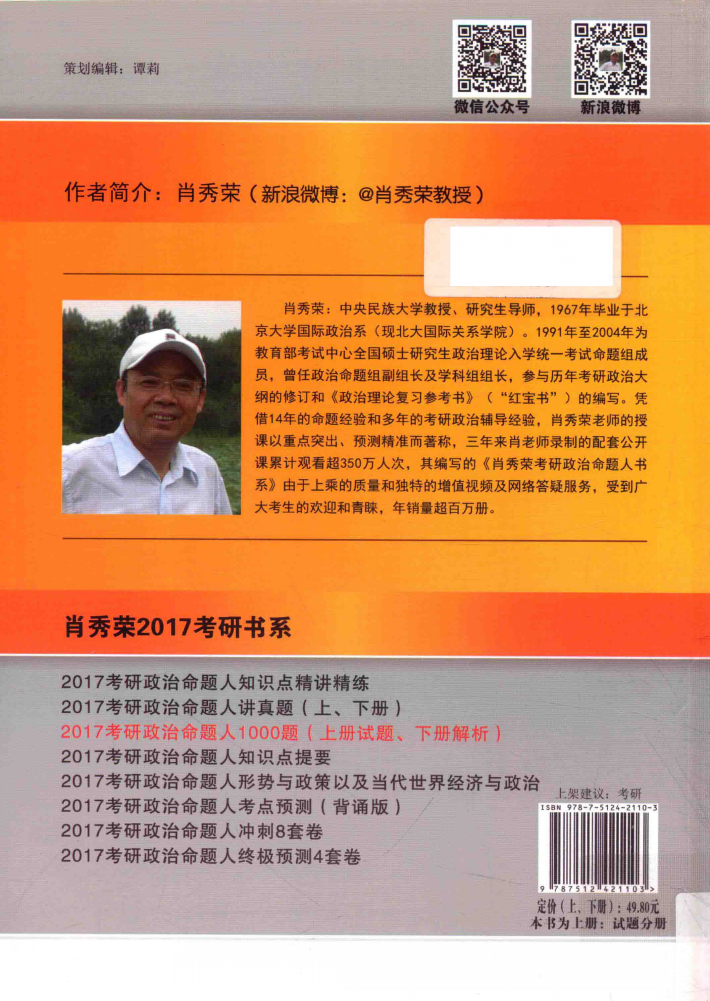 策划编辑：谭莉
微信公众号
新浪微博
作者简介：肖秀荣（新浪微博：@肖秀荣教授）
肖秀荣：中央民族大学教授、研究生导师，1967年毕业于北
京大学国际政治系（现北大国际关系学院）。1991年至2004年为
教育部考试中心全国硕士研究生政治理论入学统一考试命题组成
员，曾任政治命题组副组长及学科组组长，参与历年考研政治大
纲的修订和《政治理论复习参考书》（“红宝书”）的编写。凭
借14年的命题经验和多年的考研政治辅导经验，肖秀荣老师的授
课以重点突出、预测精准而著称，三年来肖老师录制的配套公开
课累计观看超350万人次，其编写的《肖秀荣考研政治命题人书
系》由于上乘的质量和独特的增值视频及网络答疑服务，受到广
大考生的欢迎和青睐，年销量超百万册。
肖秀荣2017考研书系
2017考研政治命题人知识点精讲精练
2017考研政治命题人讲真题（上、下册）
2017考研政治命题人1000题（上册试题、下册解析）
2017考研政治命题人知识点提要
2017考研政治命题人形势与政策以及当代世界经济与政治
2017考研政治命题人考点预测（背诵版）
2017考研政治命题人冲刺8套卷
2017考研政治命题人终极预测4套卷
上架建议：考研
ISBN 978-7-5124-2110-3
9 787512 421103 >
定价（上、下册）：49.80元
本书为上册：试题分册